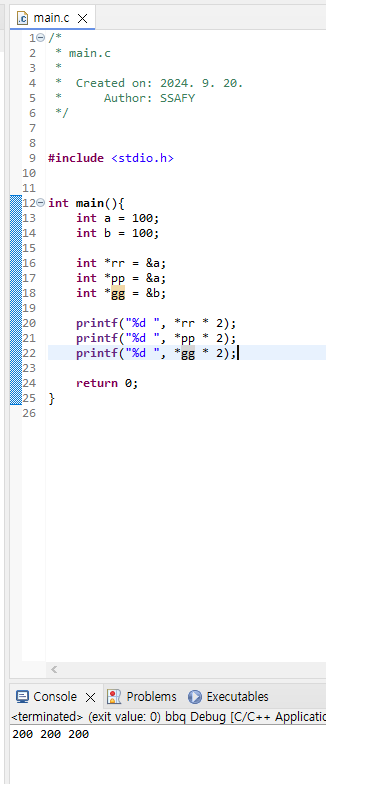 main.c
1 /*
2  * main.c
3  *
4  *  Created on: 2024. 9. 20.
5  *      Author: SSAFY
6  */
7
8
9 #include <stdio.h>
10
11
12 int main(){
13     int a = 100;
14     int b = 100;
15
16     int *rr = &a;
17     int *pp = &a;
18     int *gg = &b;
19
20     printf("%d ", *rr * 2);
21     printf("%d ", *pp * 2);
22     printf("%d ", *gg * 2);
23
24     return 0;
25 }
26
Console Problems Executables
<terminated> (exit value: 0) bbq Debug [C/C++ Applicatic
200 200 200